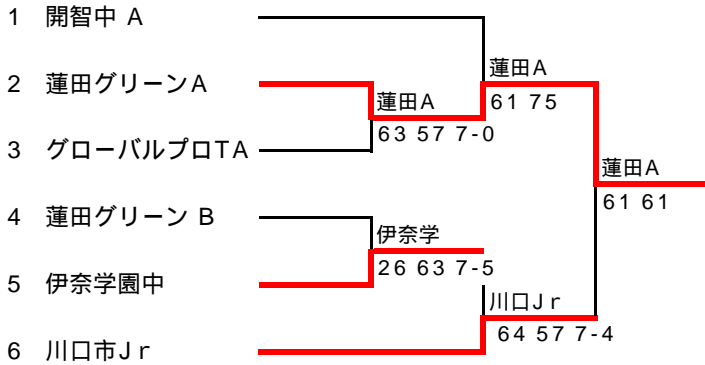 1 開智中 A
2 蓮田グリーンA
3 グローバルプロTA
4 蓮田グリーン B
5 伊奈学園中
6 川口市Jr
蓮田A
63 57 7-0
伊奈学
26 63 7-5
蓮田A
61 75
川口Jr
64 57 7-4
蓮田A
61 61